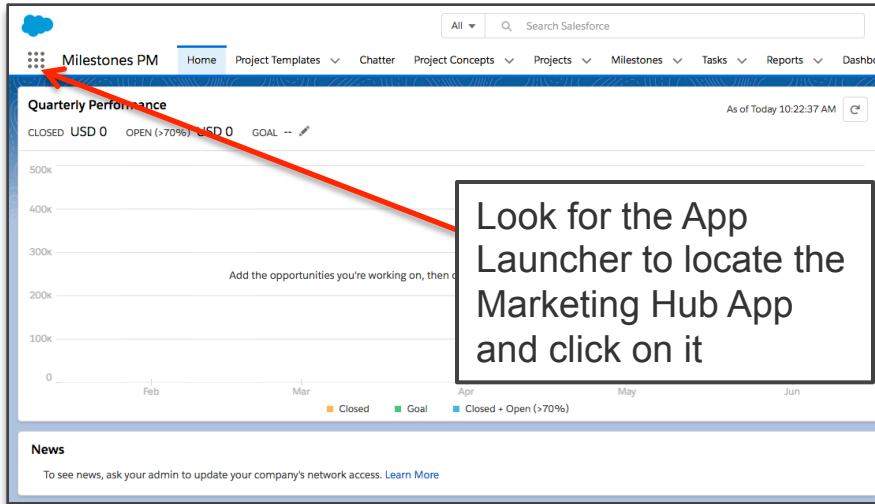 All Search Salesforce
Milestones PM Home Project Templates Chatter Project Concepts Projects Milestones Tasks Reports Dashbo
Quarterly Performance As of Today 10:22:37 AM
CLOSED USD 0 OPEN (>70%) USD 0 GOAL --
500K
400K
300K
200K
100K
0
Add the opportunities you're working on, then
Look for the App
Launcher to locate the
Marketing Hub App
and click on it
Feb Mar Apr May Jun
Closed Goal Closed + Open (>70%)
News
To see news, ask your admin to update your company's network access. Learn More